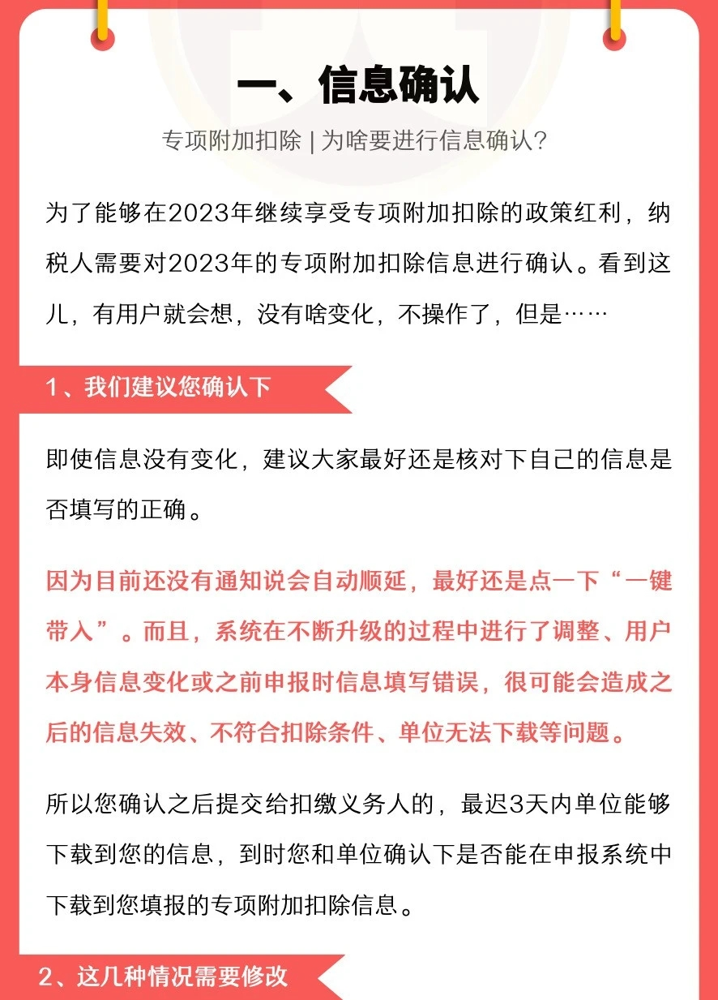 一、信息确认
专项附加扣除 | 为啥要进行信息确认？
为了能够在2023年继续享受专项附加扣除的政策红利，纳
税人需要对2023年的专项附加扣除信息进行确认。看到这
儿，有用户就会想，没有啥变化，不操作了，但是……
1、我们建议您确认下
即使信息没有变化，建议大家最好还是核对下自己的信息是
否填写的正确。
因为目前还没有通知说会自动顺延，最好还是点一下“一键
带入”。而且，系统在不断升级的过程中进行了调整、用户
本身信息变化或之前申报时信息填写错误，很可能会造成之
后的信息失效、不符合扣除条件、单位无法下载等问题。
所以您确认之后提交给扣缴义务人的，最迟3天内单位能够
下载到您的信息，到时您和单位确认下是否能在申报系统中
下载到您填报的专项附加扣除信息。
2、这几种情况需要修改